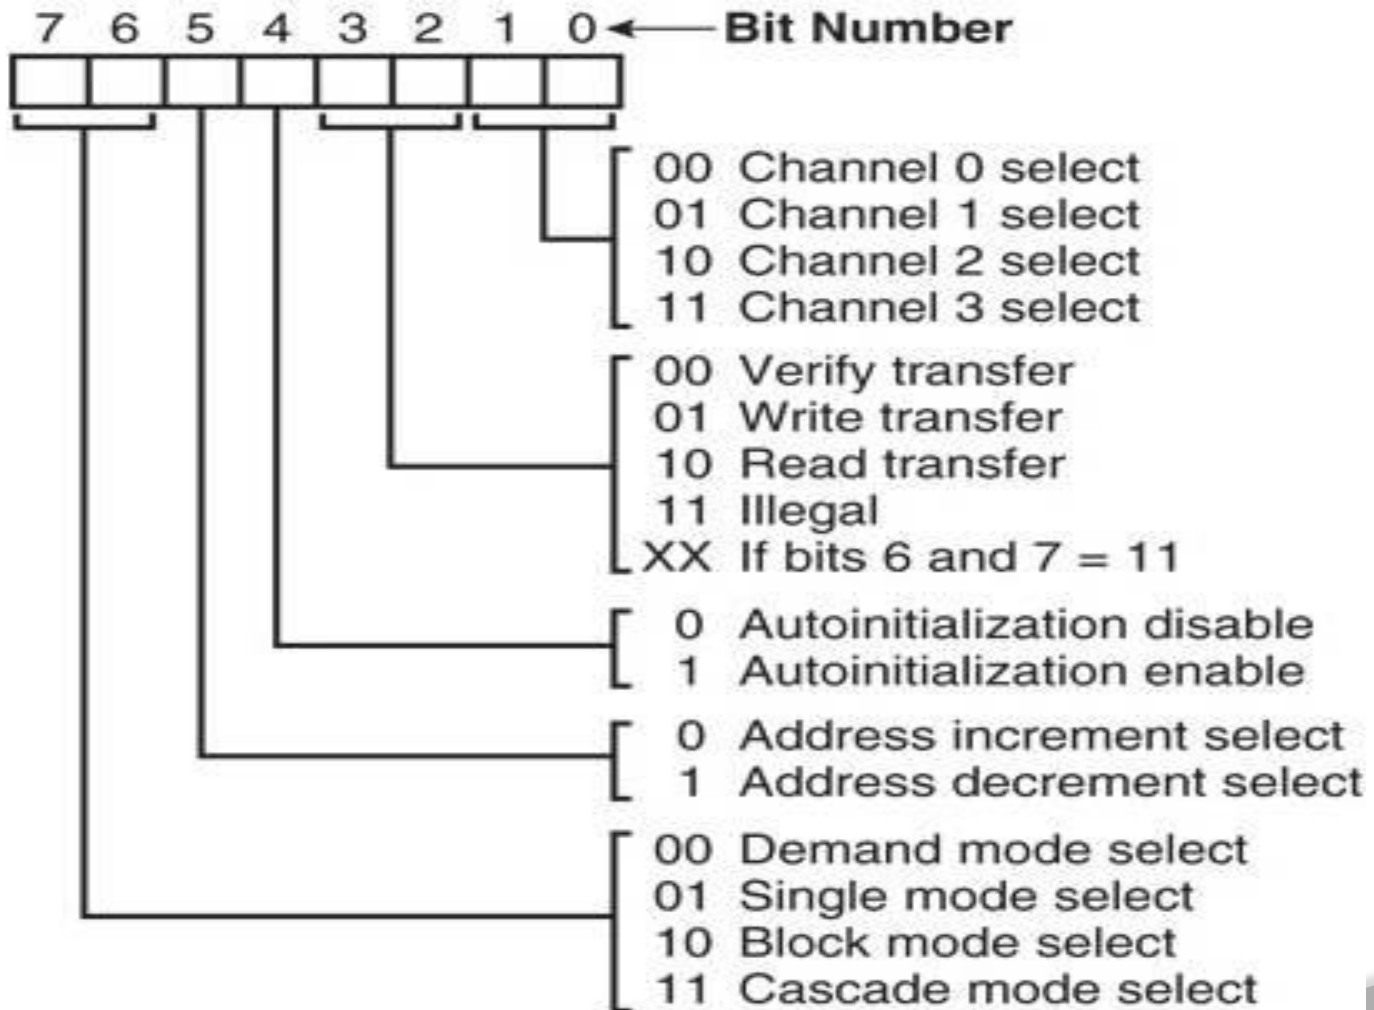 7 6 5 4 3 2 1 0 Bit Number
00 Channel 0 select
01 Channel 1 select
10 Channel 2 select
11 Channel 3 select
00 Verify transfer
01 Write transfer
10 Read transfer
11 Illegal
XX If bits 6 and 7 = 11
0 Autoinitialization disable
1 Autoinitialization enable
0 Address increment select
1 Address decrement select
00 Demand mode select
01 Single mode select
10 Block mode select
11 Cascade mode select